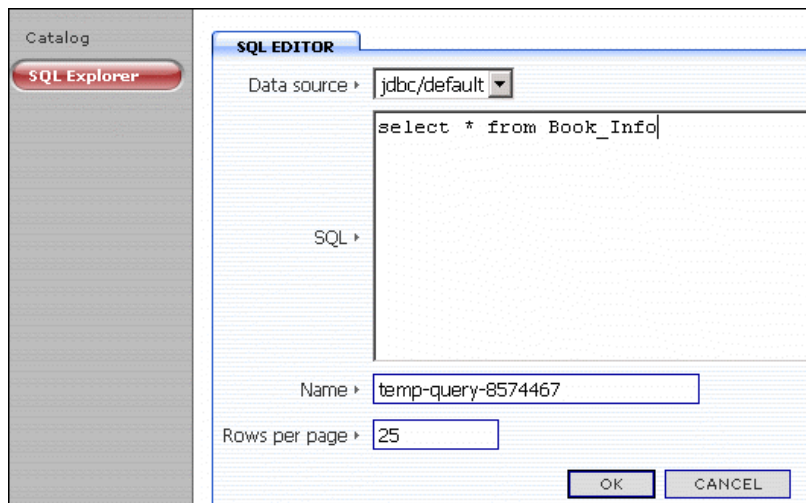 Catalog
SQL Explorer
SQL EDITOR
Data source
jdbc/default
select * from Book_Info
SQL
Name
temp-query-8574467
Rows per page
25
OK
CANCEL